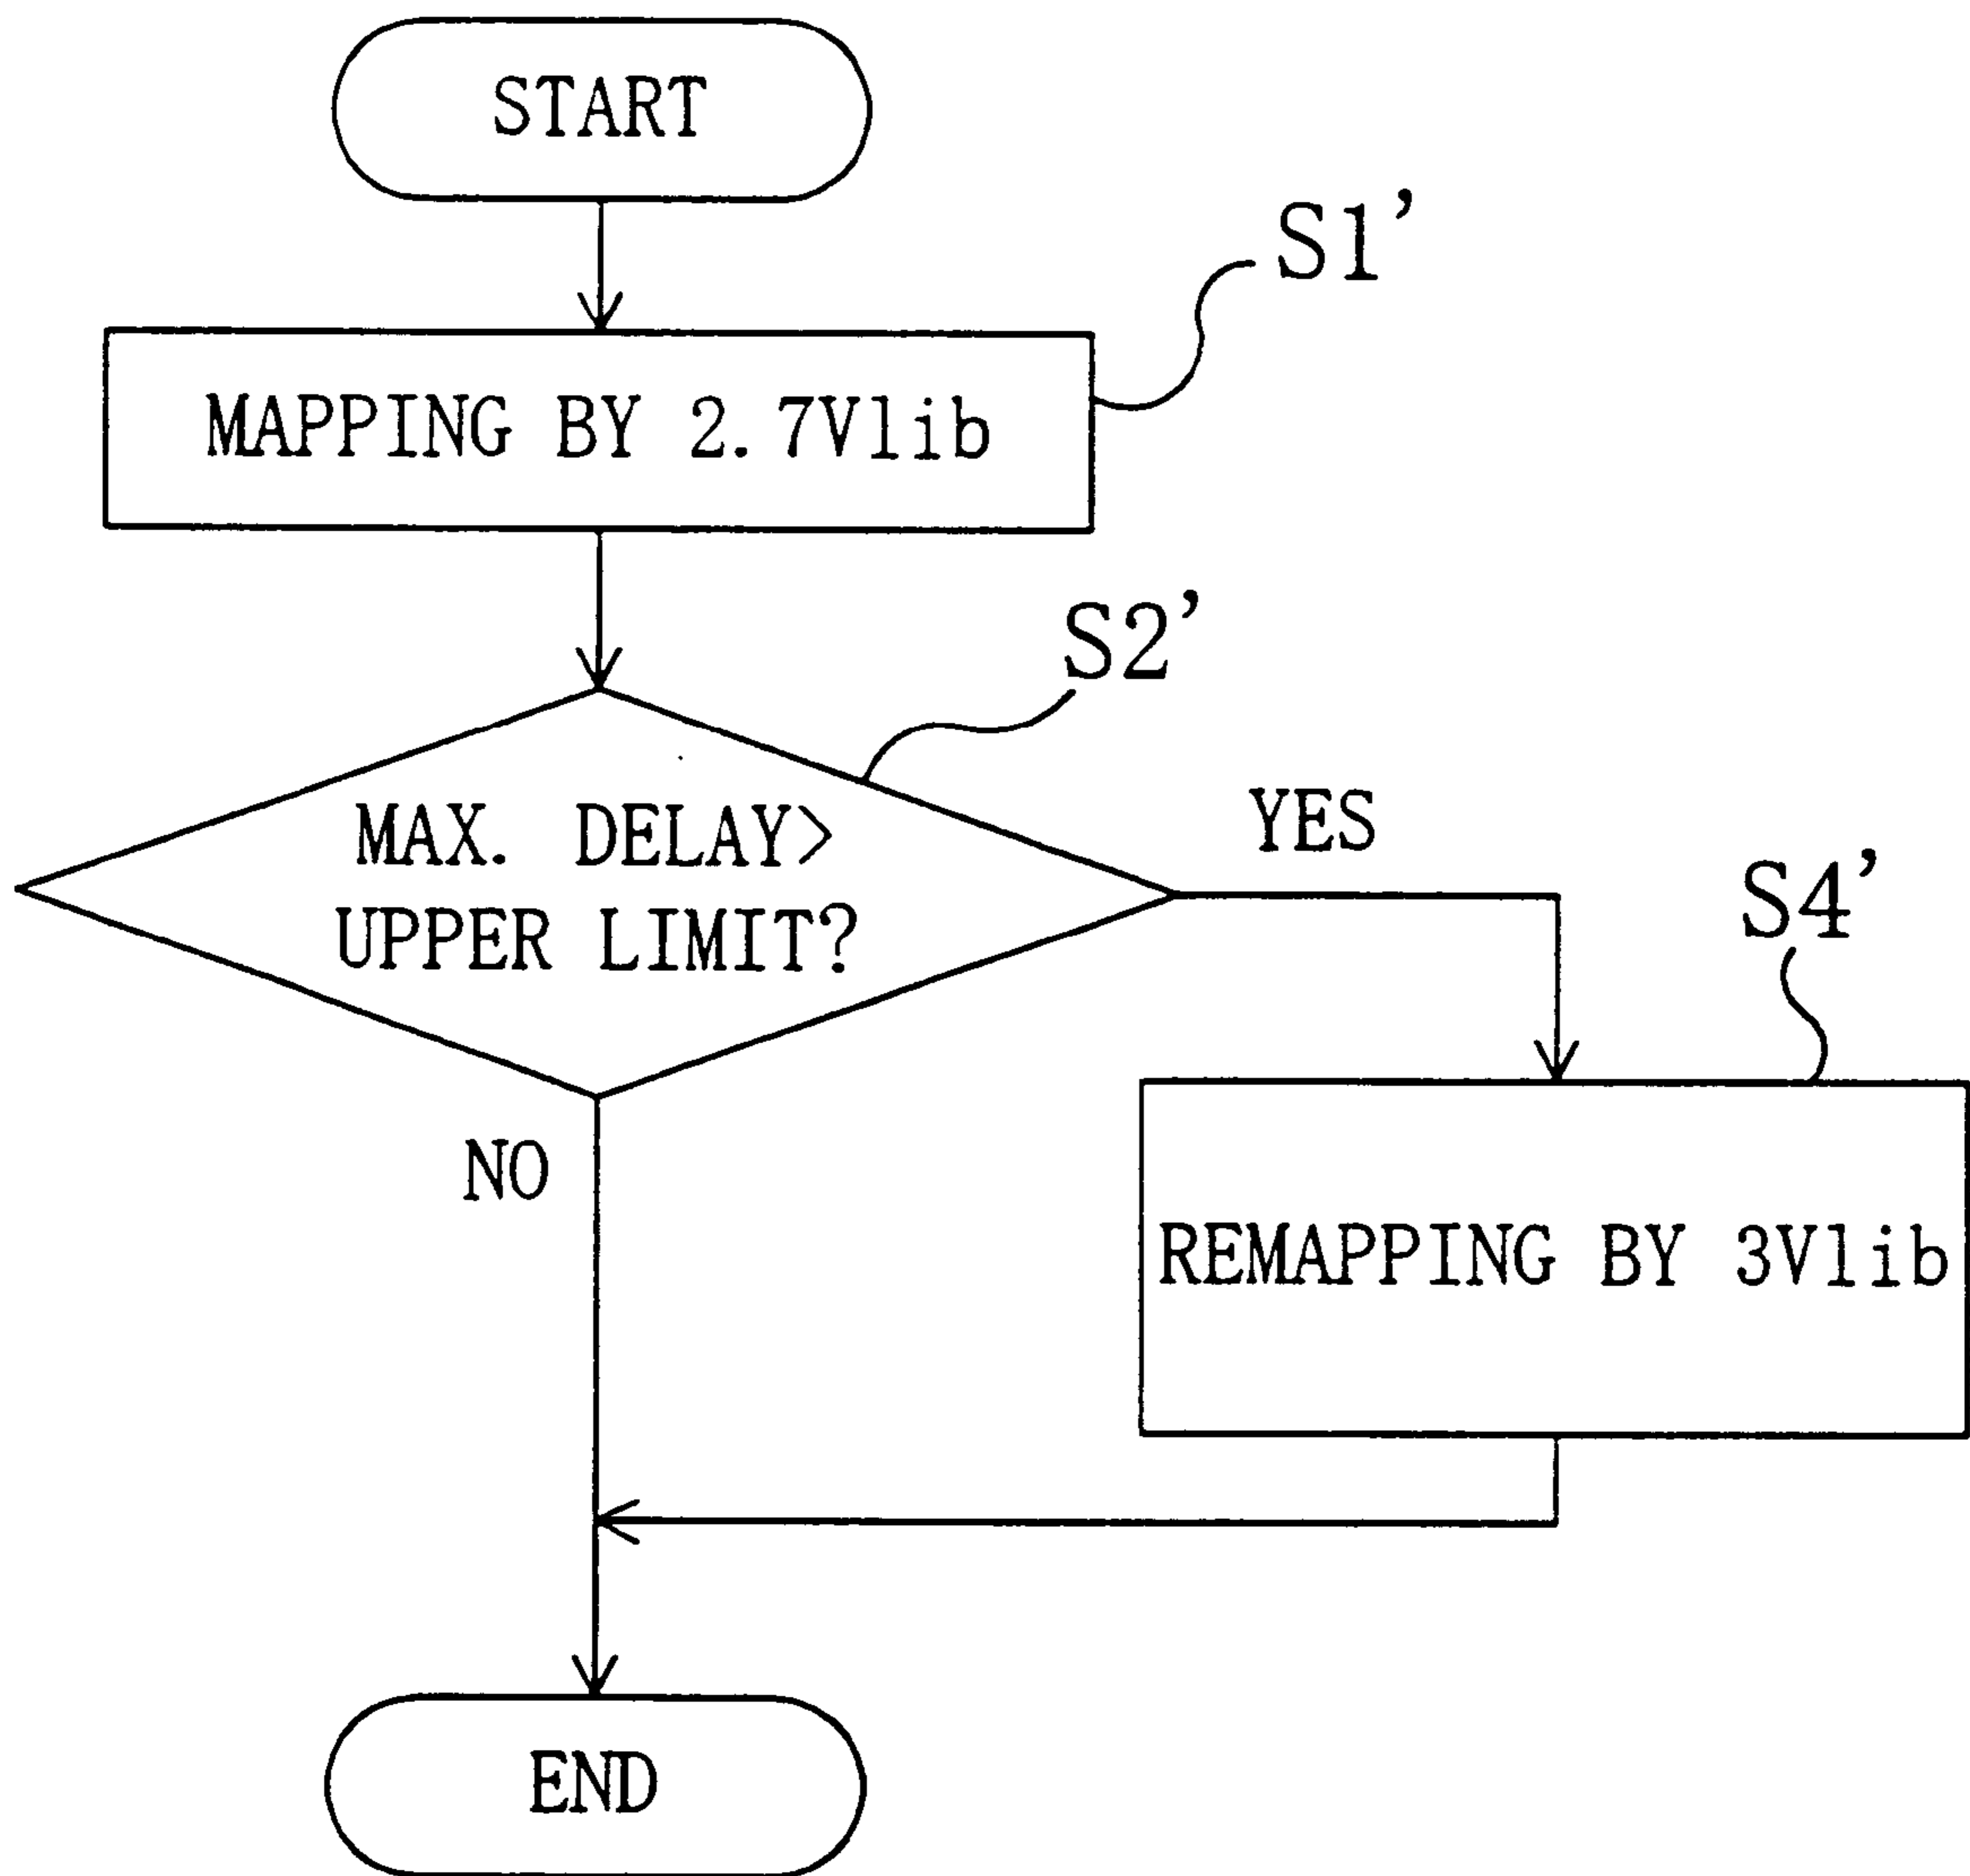 START
S1'
MAPPING BY 2.7Vlib
S2'
MAX. DELAY>
UPPER LIMIT?
YES
S4'
NO
REMAPPING BY 3Vlib
END